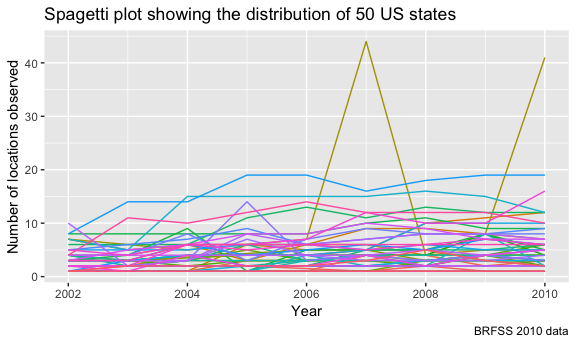 Spagetti plot showing the distribution of 50 US states
Number of locations observed
40
30
20
10
0
2002 2004 2006 2008 2010
Year
BRFSS 2010 data